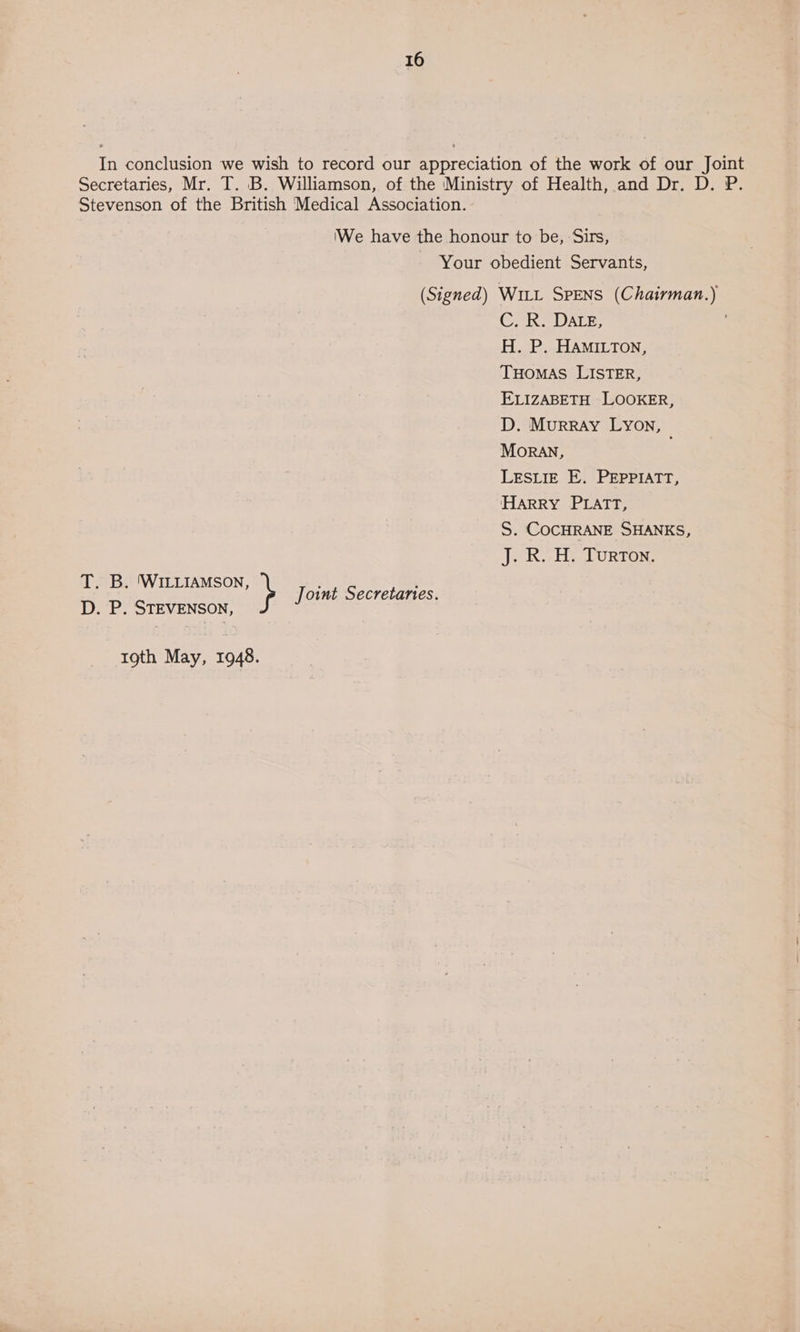 16
In conclusion we wish to record our appreciation of the work of our Joint
Secretaries, Mr. T. B. Williamson, of the Ministry of Health, and Dr. D. P.
Stevenson of the British Medical Association.
We have the honour to be, Sirs,
Your obedient Servants,
(Signed) WILL SPENS (Chairman.)
C. R. DALE,
H. P. HAMILTON,
THOMAS LISTER,
ELIZABETH LOOKER,
D. MURRAY LYON,
MORAN,
LESLIE E. PEPPIATT,
HARRY PLATT,
S. COCHRANE SHANKS,
J. R. H. TURTON.
T. B. WILLIAMSON, } Joint Secretaries.
D. P. STEVENSON,
19th May, 1948.